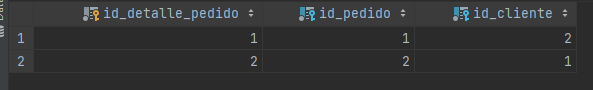 id_detalle_pedido id_pedido id_cliente
1 1 1 2
2 2 2 1